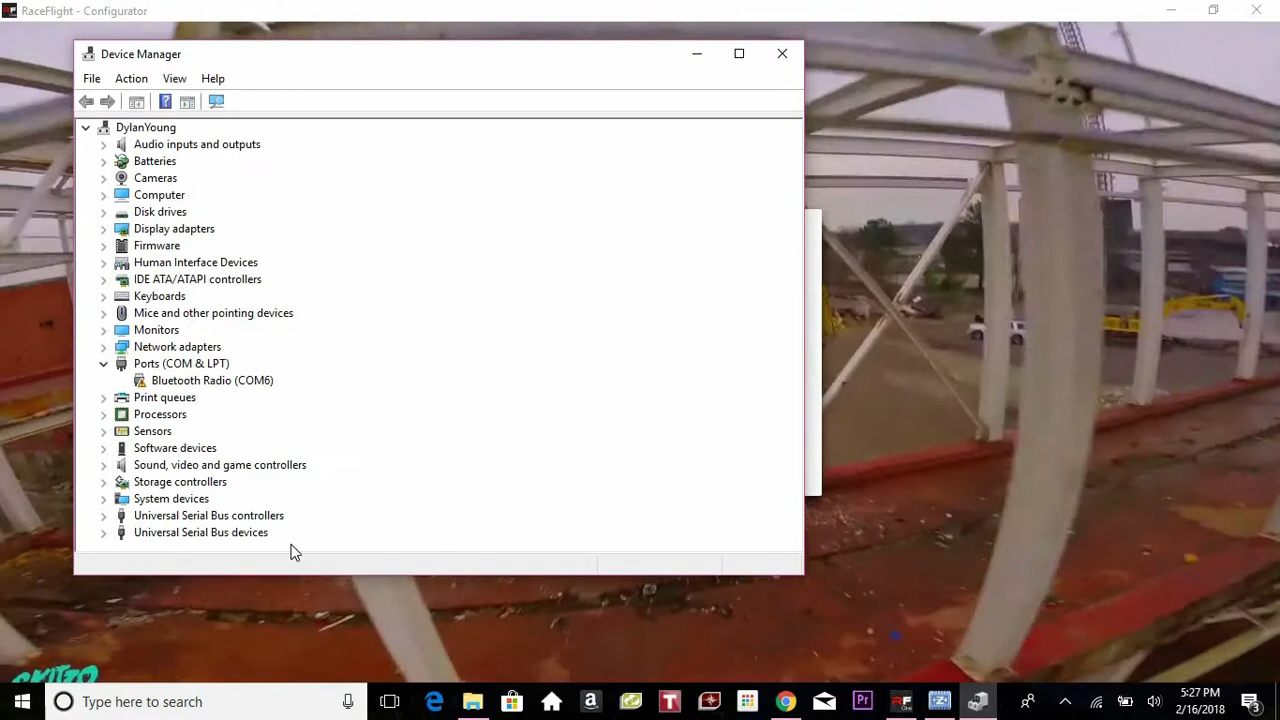 RaceFlight - Configurator
Device Manager
File Action View Help
DylanYoung
Audio inputs and outputs
Batteries
Cameras
Computer
Disk drives
Display adapters
Firmware
Human Interface Devices
IDE ATA/ATAPI controllers
Keyboards
Mice and other pointing devices
Monitors
Network adapters
Ports (COM & LPT)
Bluetooth Radio (COM6)
Print queues
Processors
Sensors
Software devices
Sound, video and game controllers
Storage controllers
System devices
Universal Serial Bus controllers
Universal Serial Bus devices
Type here to search
5:27 PM
2/16/2018